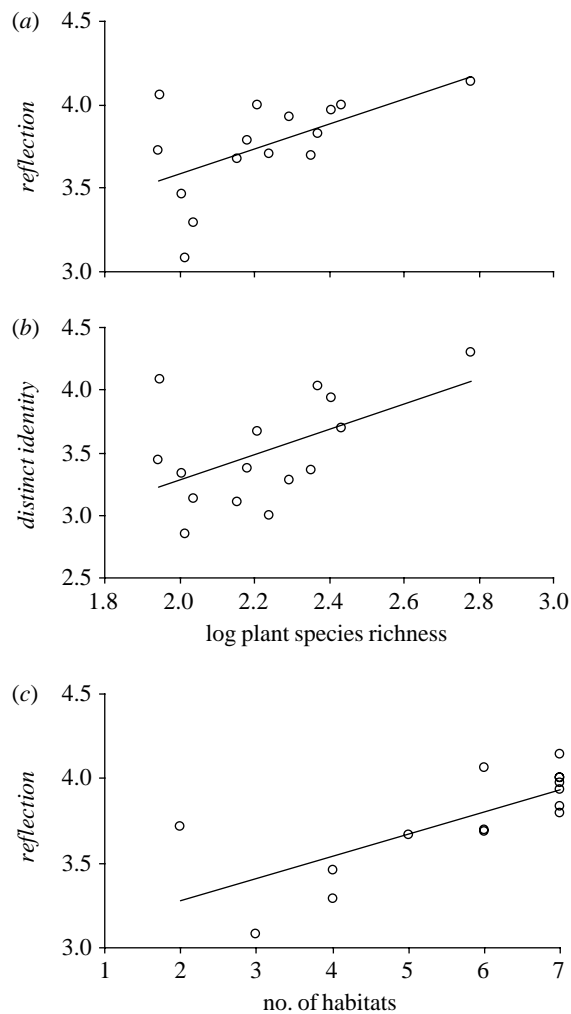 (a)
reflection
4.5
4.0
3.5
3.0
(b)
distinct identity
4.5
4.0
3.5
3.0
2.5
1.8 2.0 2.2 2.4 2.6 2.8 3.0
log plant species richness
(c)
reflection
4.5
4.0
3.5
3.0
1 2 3 4 5 6 7
no. of habitats